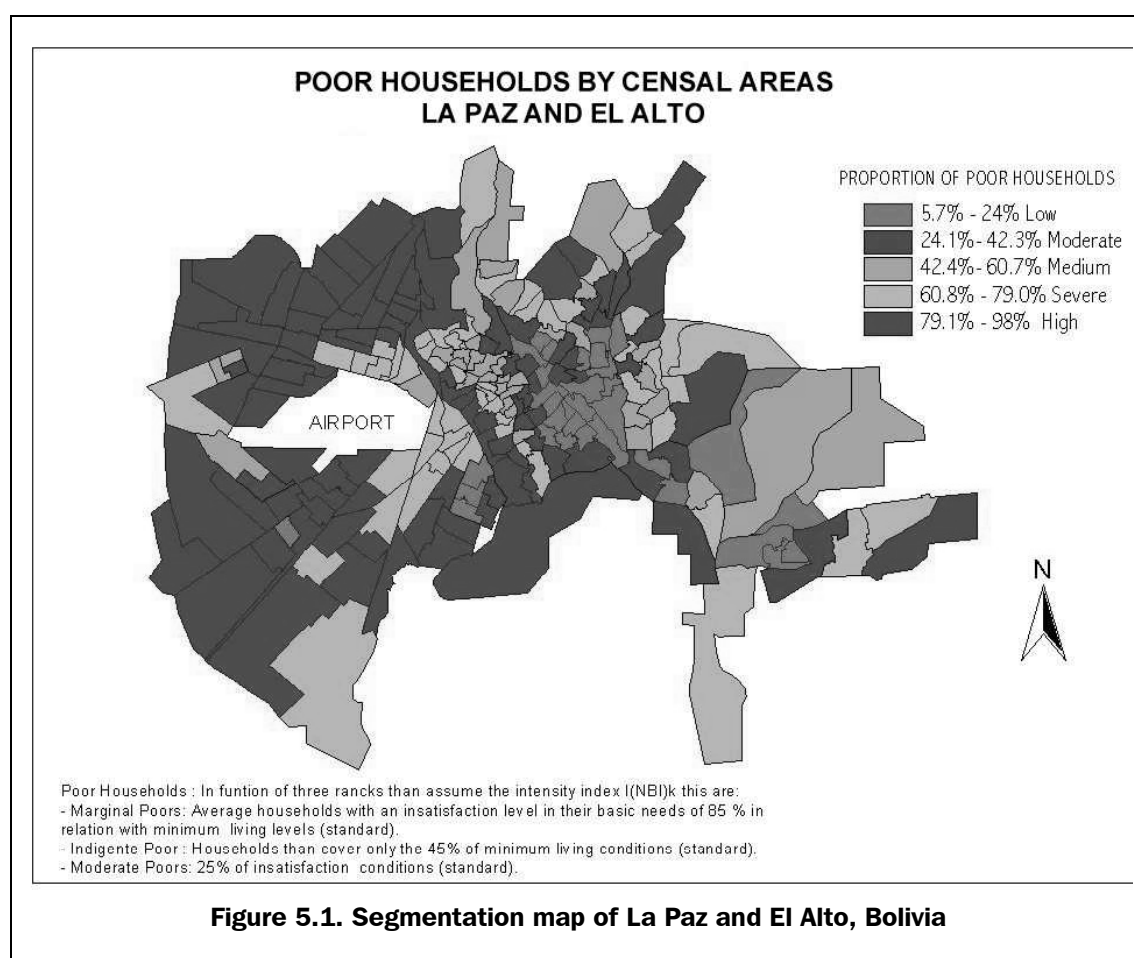 POOR HOUSEHOLDS BY CENSAL AREAS
LA PAZ AND EL ALTO
PROPORTION OF POOR HOUSEHOLDS
5.7% - 24% Low
24.1%- 42.3% Moderate
42.4%- 60.7% Medium
60.8% - 79.0% Severe
79.1% - 98% High
AIRPORT
N
Poor Households : In funtion of three rancks than assume the intensity index I(NBI)k this are:
- Marginal Poors: Average households with an insatisfaction level in their basic needs of 85 % in
relation with minimum living levels (standard).
- Indigente Poor : Households than cover only the 45% of minimum living conditions (standard).
- Moderate Poors: 25% of insatisfaction conditions (standard).
Figure 5.1. Segmentation map of La Paz and El Alto, Bolivia